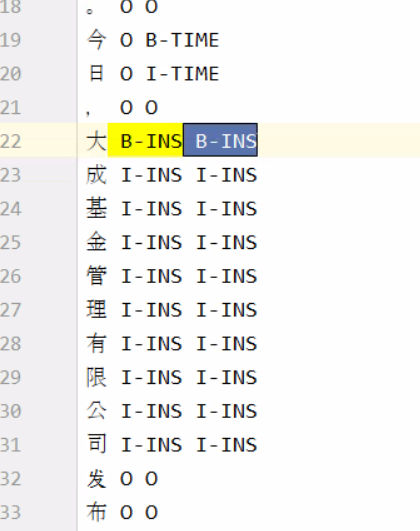 18 。 O O
19 今 O B-TIME
20 日 O I-TIME
21 , O O
22 大 B-INS B-INS
23 成 I-INS I-INS
24 基 I-INS I-INS
25 金 I-INS I-INS
26 管 I-INS I-INS
27 理 I-INS I-INS
28 有 I-INS I-INS
29 限 I-INS I-INS
30 公 I-INS I-INS
31 司 I-INS I-INS
32 发 O O
33 布 O O